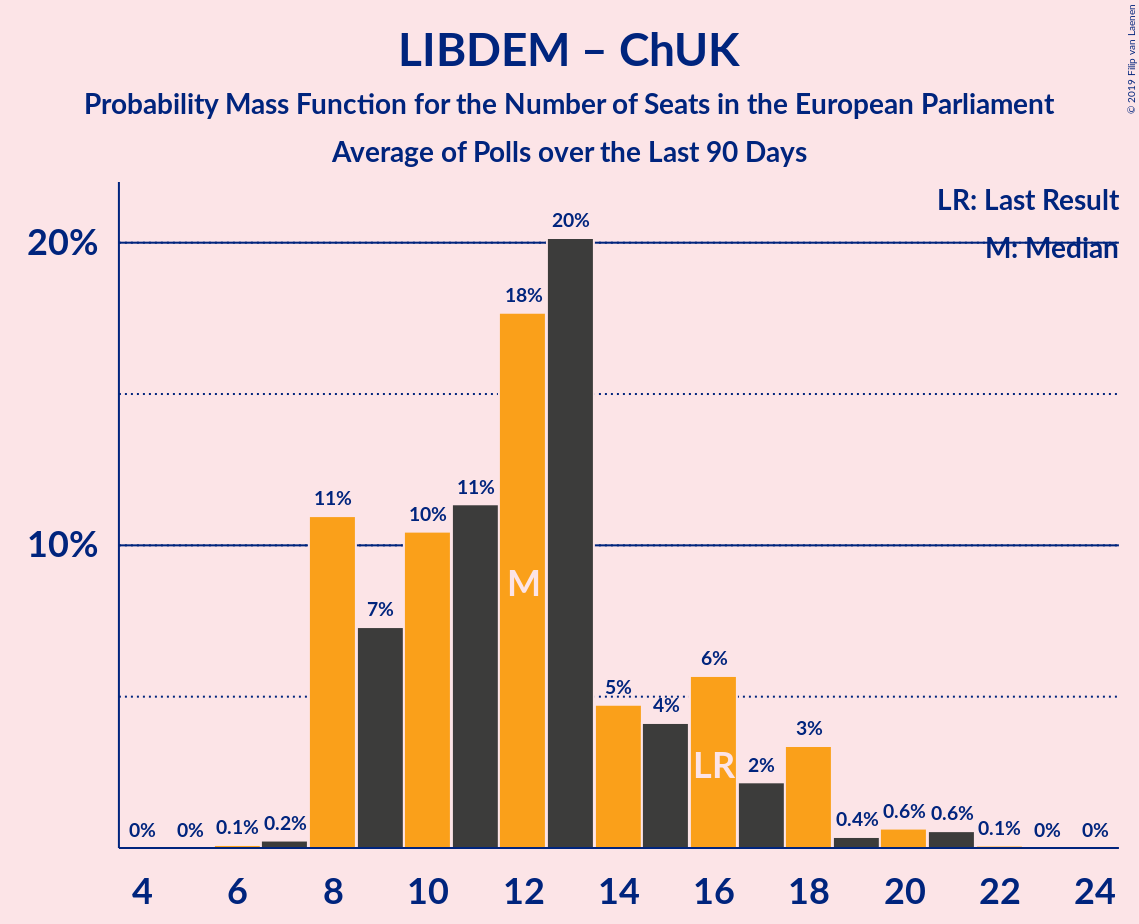 LIBDEM – ChUK
Probability Mass Function for the Number of Seats in the European Parliament
Average of Polls over the Last 90 Days
© 2019 Filip van Laenen
LR: Last Result
M: Median
20%
10%
0%
0%
0.1%
0.2%
11%
7%
10%
11%
18%
20%
5%
4%
6%
2%
3%
0.4%
0.6%
0.6%
0.1%
0%
0%
M
LR
4 6 8 10 12 14 16 18 20 22 24